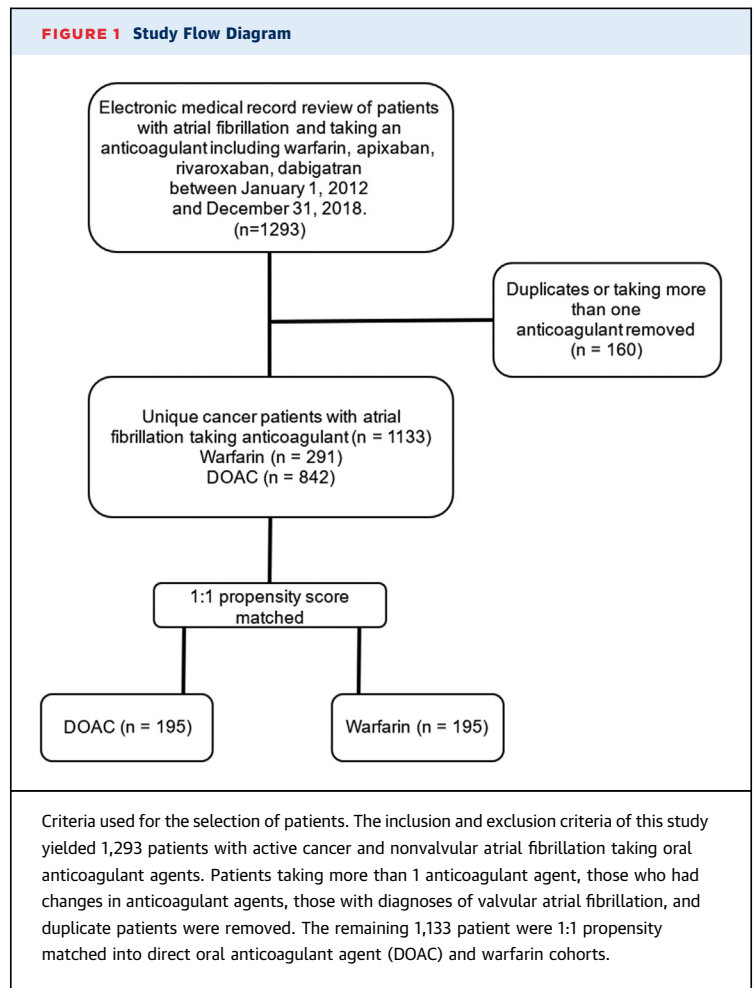 FIGURE 1 Study Flow Diagram
Electronic medical record review of patients
with atrial fibrillation and taking an
anticoagulant including warfarin, apixaban,
rivaroxaban, dabigatran
between January 1, 2012
and December 31, 2018.
(n=1293)
Duplicates or taking more
than one
anticoagulant removed
(n = 160)
Unique cancer patients with atrial
fibrillation taking anticoagulant (n = 1133)
Warfarin (n = 291)
DOAC (n = 842)
1:1 propensity score
matched
DOAC (n = 195)
Warfarin (n = 195)
Criteria used for the selection of patients. The inclusion and exclusion criteria of this study
yielded 1,293 patients with active cancer and nonvalvular atrial fibrillation taking oral
anticoagulant agents. Patients taking more than 1 anticoagulant agent, those who had
changes in anticoagulant agents, those with diagnoses of valvular atrial fibrillation, and
duplicate patients were removed. The remaining 1,133 patient were 1:1 propensity
matched into direct oral anticoagulant agent (DOAC) and warfarin cohorts.